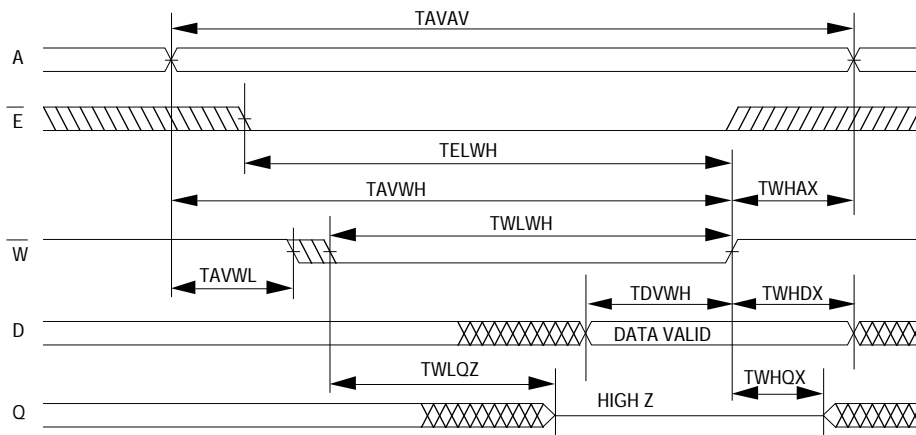 TAVAV
A
E
TELWH
TAVWH TWHAX
TWLWH
W
TAVWL
TDVWH TWHDX
D DATA VALID
TWLQZ TWHQX
HIGH Z
Q